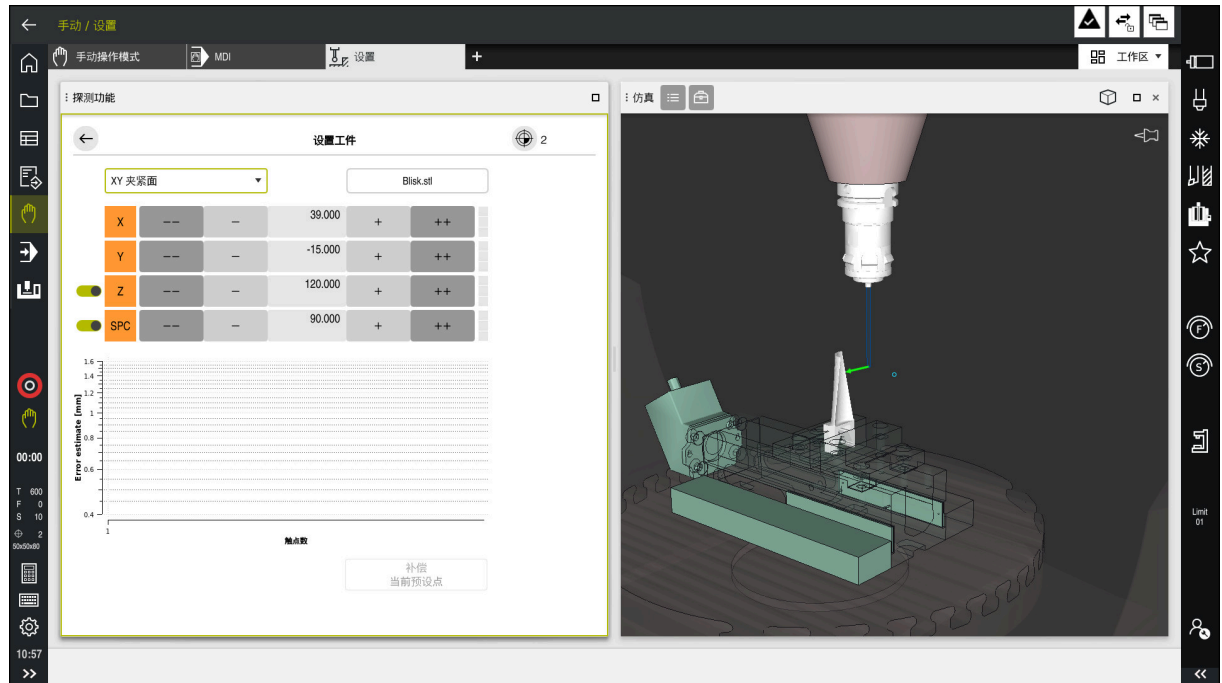 手动 / 设置
手动操作模式
MDI
设置
+
工作区
探测功能
设置工件
2
XY 夹紧面
Blisk.stl
X -- - 39.000 + ++
Y -- - -15.000 + ++
Z -- - 120.000 + ++
SPC -- - 90.000 + ++
Error estimate [mm]
1.6
1.4
1.2
1
0.8
0.6
0.4
1
触点数
补偿
当前预设点
仿真
00:00
T 600
F 0
S 10
2
50x50x60
10:57
F
S
Limit
01